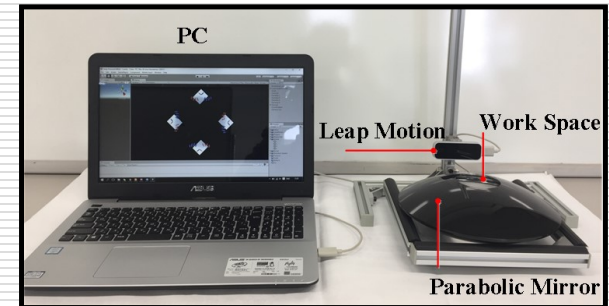 PC
Leap Motion
Work Space
Parabolic Mirror
ASUS